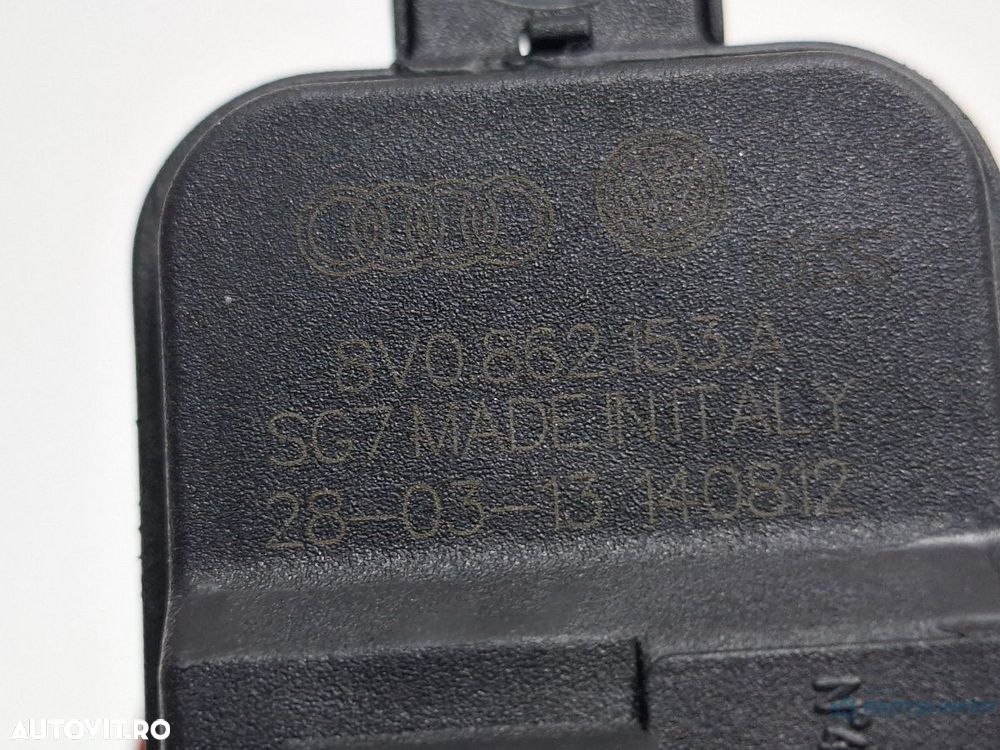 8V0.862.153.A
SG7 MADE IN ITALY
28-03-13 140812
AUTOVIT.RO